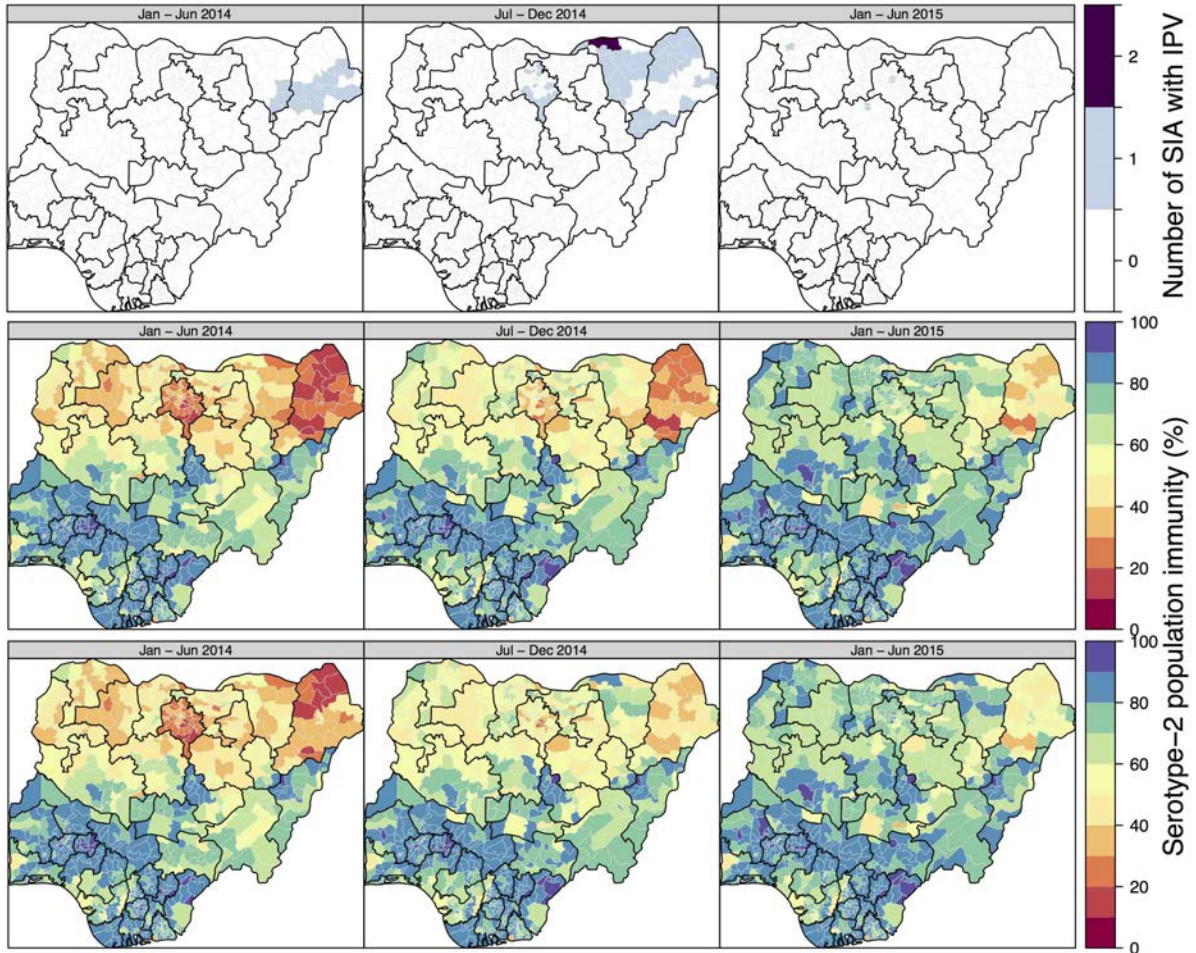 Jan – Jun 2014
Jul – Dec 2014
Jan – Jun 2015
2
1
0
Number of SIA with IPV
Jan – Jun 2014
Jul – Dec 2014
Jan – Jun 2015
100
80
60
40
20
0
Jan – Jun 2014
Jul – Dec 2014
Jan – Jun 2015
100
80
60
40
20
0
Serotype–2 population immunity (%)